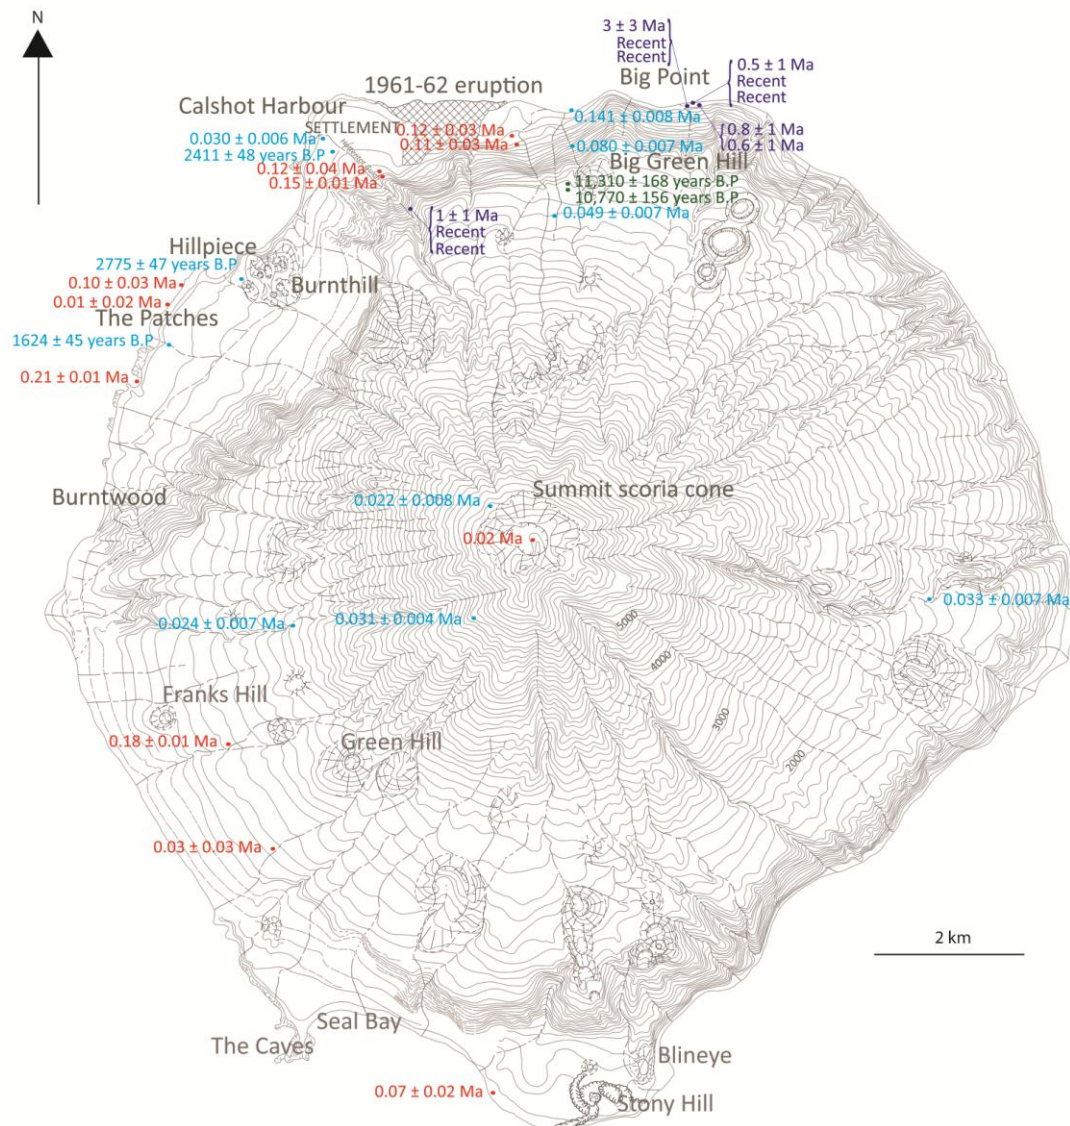 N
3 ± 3 Ma
Recent
Recent
Big Point
0.5 ± 1 Ma
Recent
Recent
1961-62 eruption
Calshot Harbour
0.141 ± 0.008 Ma
SETTLEMENT
0.12 ± 0.03 Ma
0.030 ± 0.006 Ma
0.11 ± 0.03 Ma
0.8 ± 1 Ma
0.6 ± 1 Ma
0.080 ± 0.007 Ma
2411 ± 48 years B.P
Big Green Hill
0.12 ± 0.04 Ma
0.15 ± 0.01 Ma
11,310 ± 168 years B.P
10,770 ± 156 years B.P
0.049 ± 0.007 Ma
1 ± 1 Ma
Recent
Recent
Hillpiece
2775 ± 47 years B.P
0.10 ± 0.03 Ma
Burnthill
0.01 ± 0.02 Ma
The Patches
1624 ± 45 years B.P
0.21 ± 0.01 Ma
Summit scoria cone
Burntwood
0.022 ± 0.008 Ma
0.02 Ma
0.033 ± 0.007 Ma
0.024 ± 0.007 Ma
0.031 ± 0.004 Ma
5000
4000
3000
2000
Franks Hill
0.18 ± 0.01 Ma
Green Hill
0.03 ± 0.03 Ma
2 km
Seal Bay
The Caves
Blineye
0.07 ± 0.02 Ma
Stony Hill